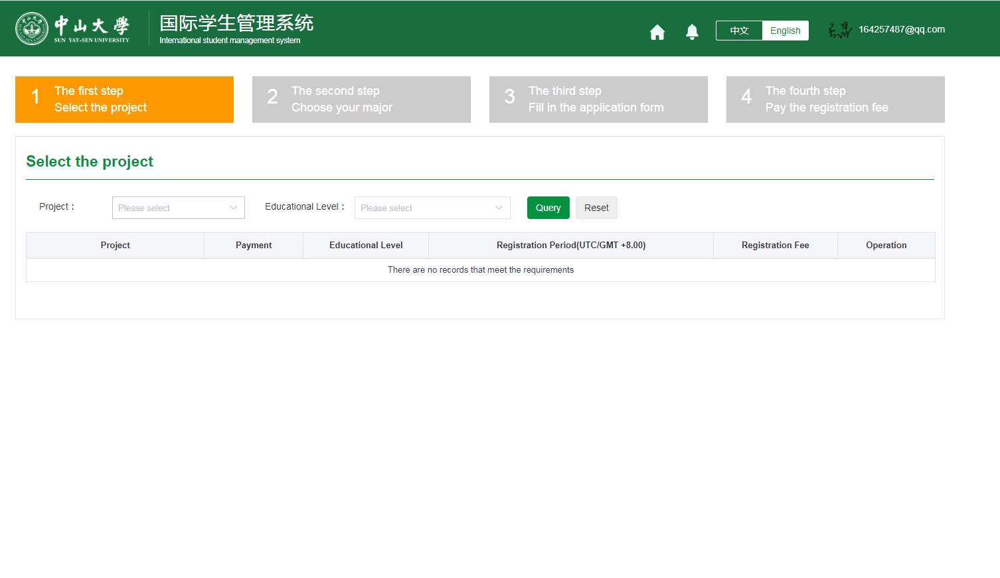 中山大學
SUN YAT-SEN UNIVERSITY
国际学生管理系统
International student management system
中文
English
164257487@qq.com
1
The first step
Select the project
2
The second step
Choose your major
3
The third step
Fill in the application form
4
The fourth step
Pay the registration fee
Select the project
Project：
Please select
Educational Level：
Please select
Query
Reset
Project Payment Educational Level Registration Period(UTC/GMT +8.00) Registration Fee Operation
There are no records that meet the requirements